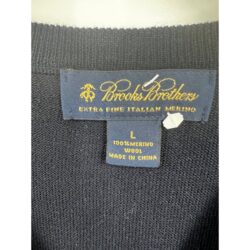 Brooks Brothers
EXTRA FINE ITALIAN MERINO
L
100% MERINO
WOOL
MADE IN CHINA